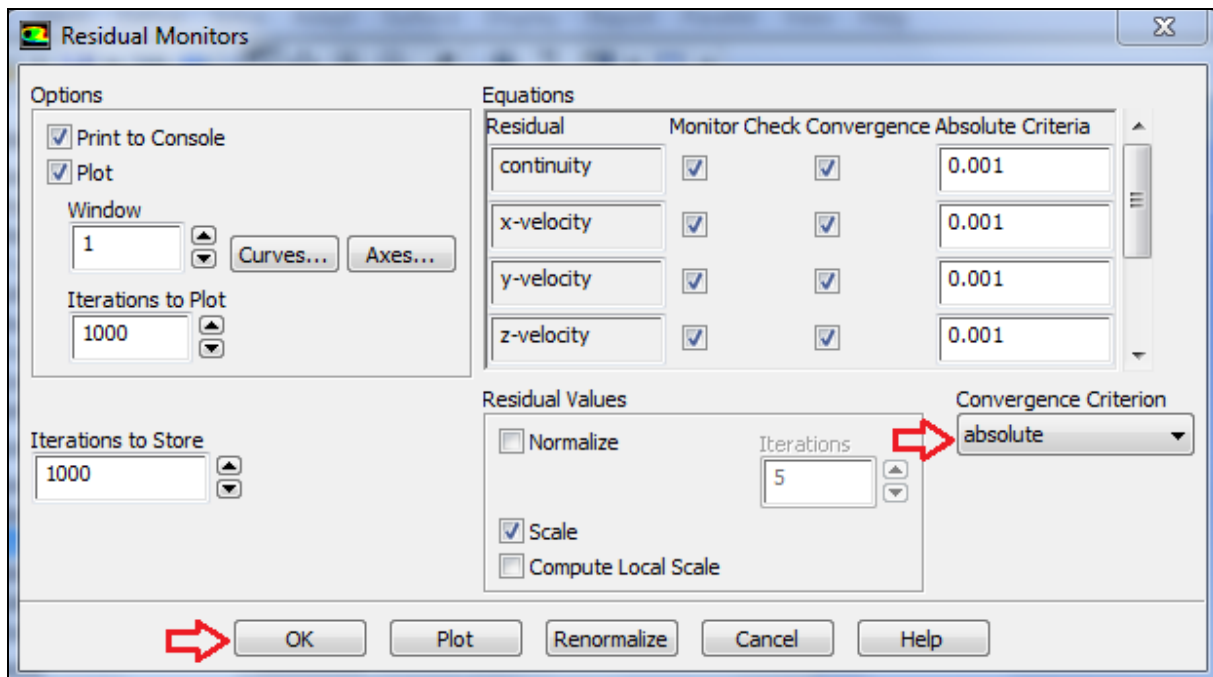 Residual Monitors
Options
Print to Console
Plot
Window
1
Curves...
Axes...
Iterations to Plot
1000
Iterations to Store
1000
Equations
Residual Monitor Check Convergence Absolute Criteria
continuity 0.001
x-velocity 0.001
y-velocity 0.001
z-velocity 0.001
Residual Values
Normalize
Iterations
5
Scale
Compute Local Scale
Convergence Criterion
absolute
OK Plot Renormalize Cancel Help